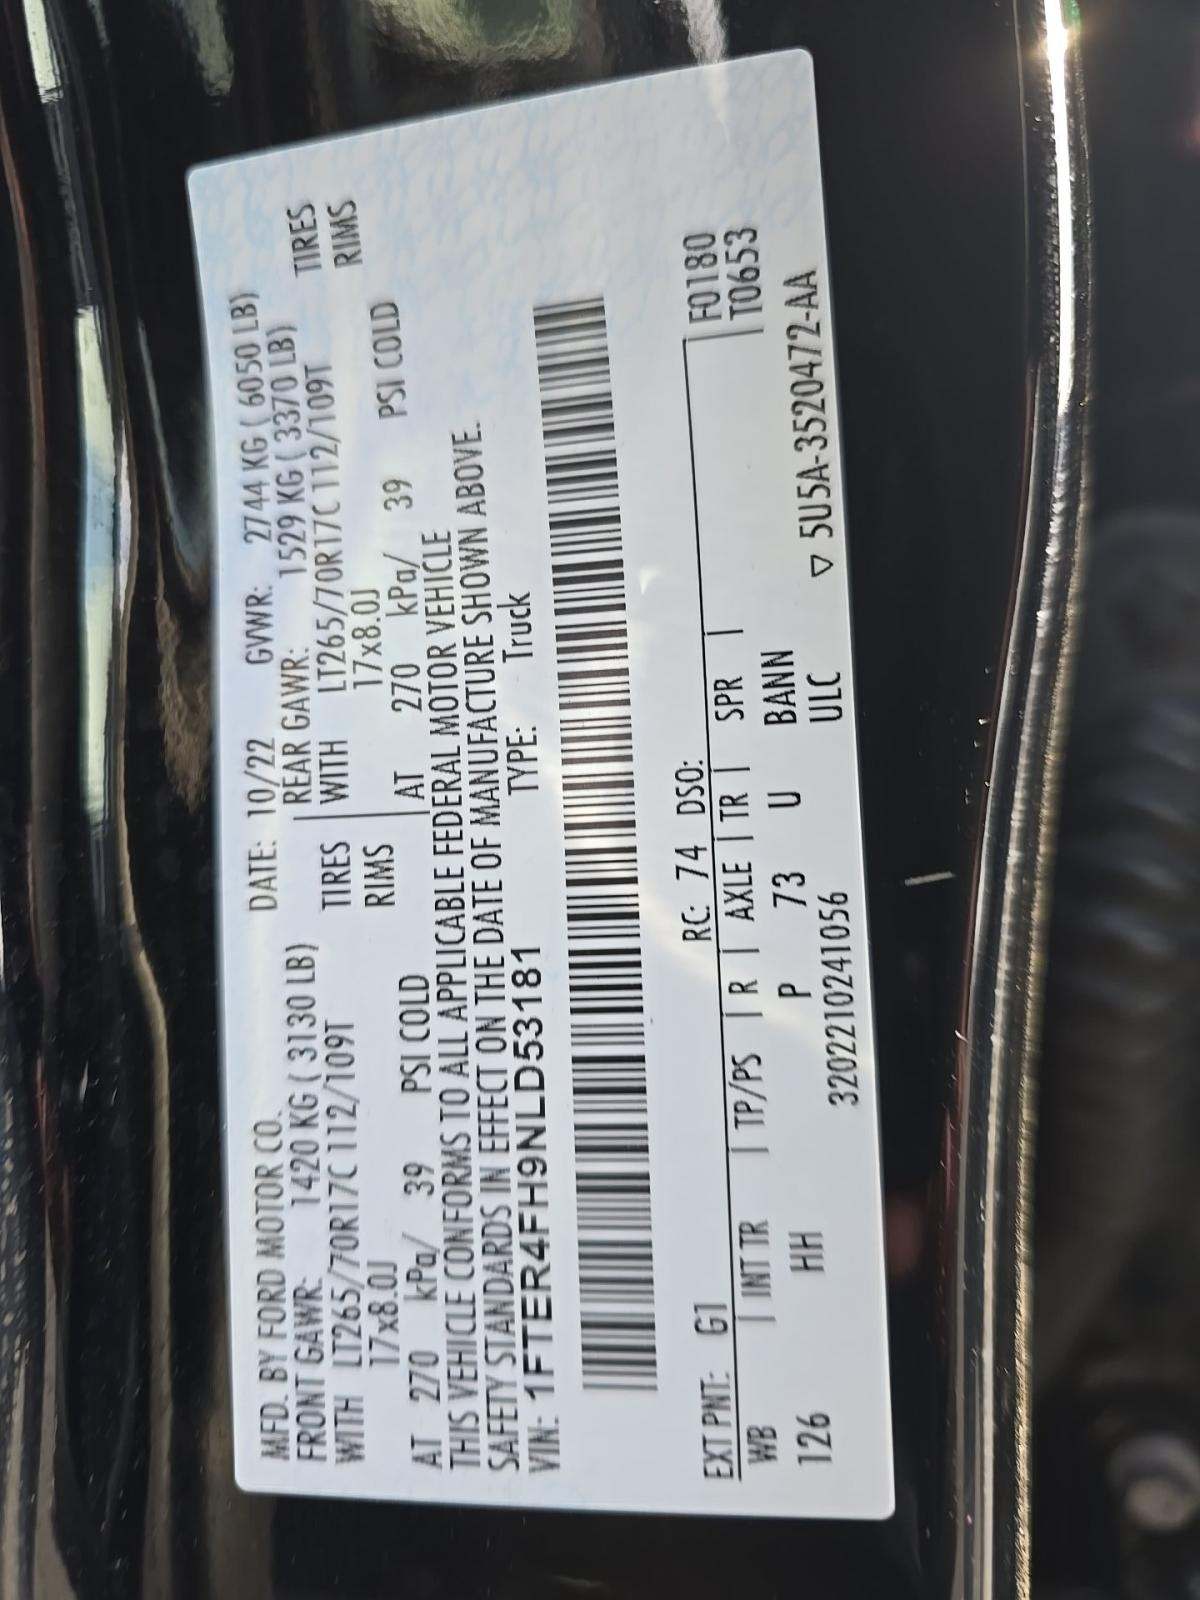 MFD. BY FORD MOTOR CO. DATE: 10/22 GVWR: 2744 KG ( 6050 LB)
FRONT GAWR: 1420 KG ( 3130 LB) REAR GAWR: 1529 KG ( 3370 LB)
WITH LT265/70R17C 112/109T TIRES WITH LT265/70R17C 112/109T TIRES
17x8.0J RIMS 17x8.0J RIMS
AT 270 kPa/ 39 PSI COLD AT 270 kPa/ 39 PSI COLD
THIS VEHICLE CONFORMS TO ALL APPLICABLE FEDERAL MOTOR VEHICLE
SAFETY STANDARDS IN EFFECT ON THE DATE OF MANUFACTURE SHOWN ABOVE.
VIN: 1FTER4FH9NLD53181 TYPE: Truck
EXT PNT: G1 RC: 74 DSO: F0180
WB | INT TR | TP/PS | R | AXLE | TR | SPR | T0653
126 HH P 73 U BANN
ULC
3202210241056 ▽ 5U5A-3520472-AA